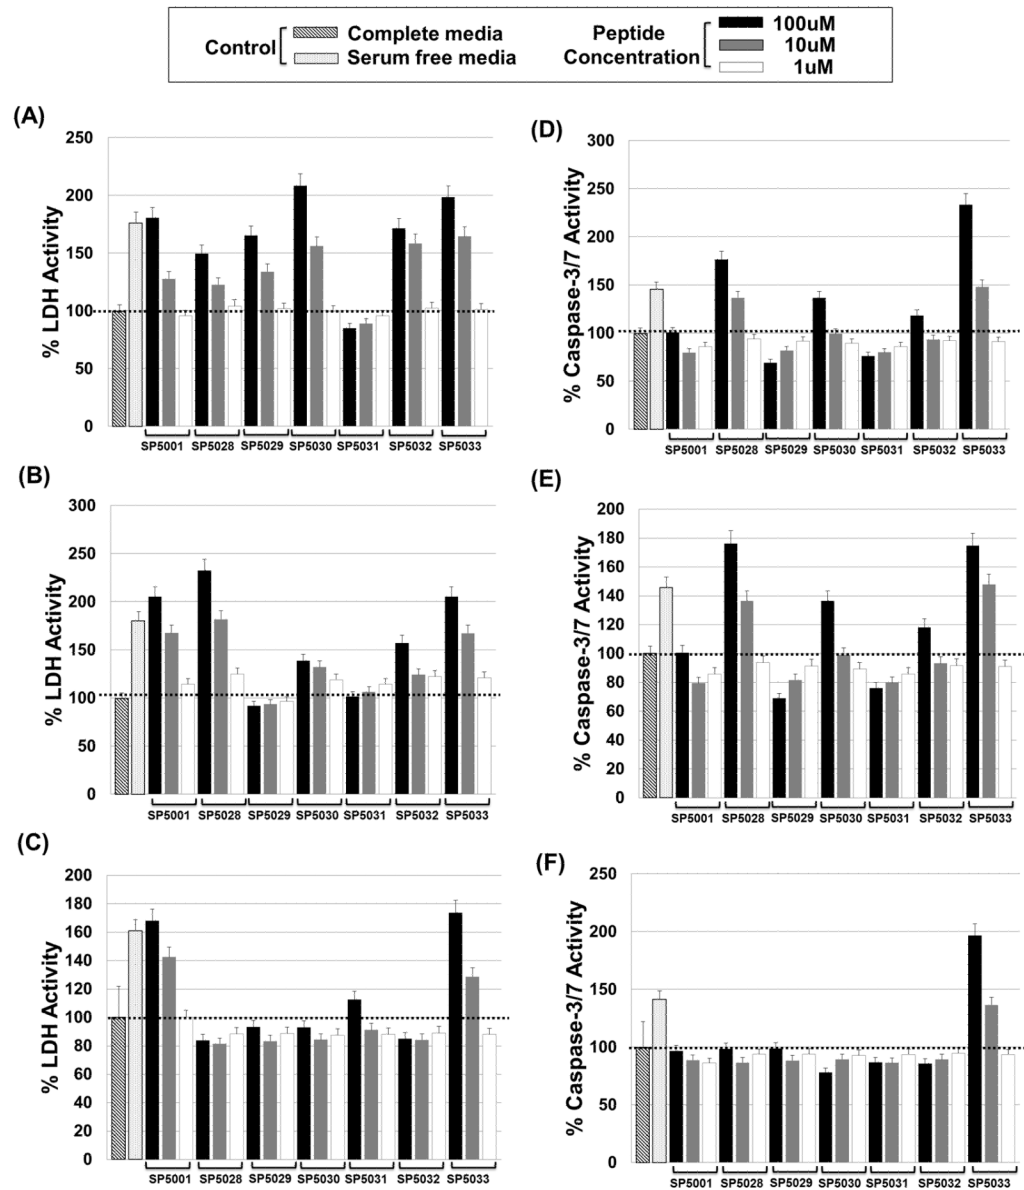 Control
Complete media
Serum free media
Peptide
Concentration
100uM
10uM
1uM
(A)
% LDH Activity
250
200
150
100
50
0
SP5001 SP5028 SP5029 SP5030 SP5031 SP5032 SP5033
(D)
% Caspase-3/7 Activity
300
250
200
150
100
50
0
SP5001 SP5028 SP5029 SP5030 SP5031 SP5032 SP5033
(B)
% LDH Activity
300
250
200
150
100
50
0
SP5001 SP5028 SP5029 SP5030 SP5031 SP5032 SP5033
(E)
% Caspase-3/7 Activity
200
180
160
140
120
100
80
60
40
20
0
SP5001 SP5028 SP5029 SP5030 SP5031 SP5032 SP5033
(C)
% LDH Activity
200
180
160
140
120
100
80
60
40
20
0
SP5001 SP5028 SP5029 SP5030 SP5031 SP5032 SP5033
(F)
% Caspase-3/7 Activity
250
200
150
100
50
0
SP5001 SP5028 SP5029 SP5030 SP5031 SP5032 SP5033